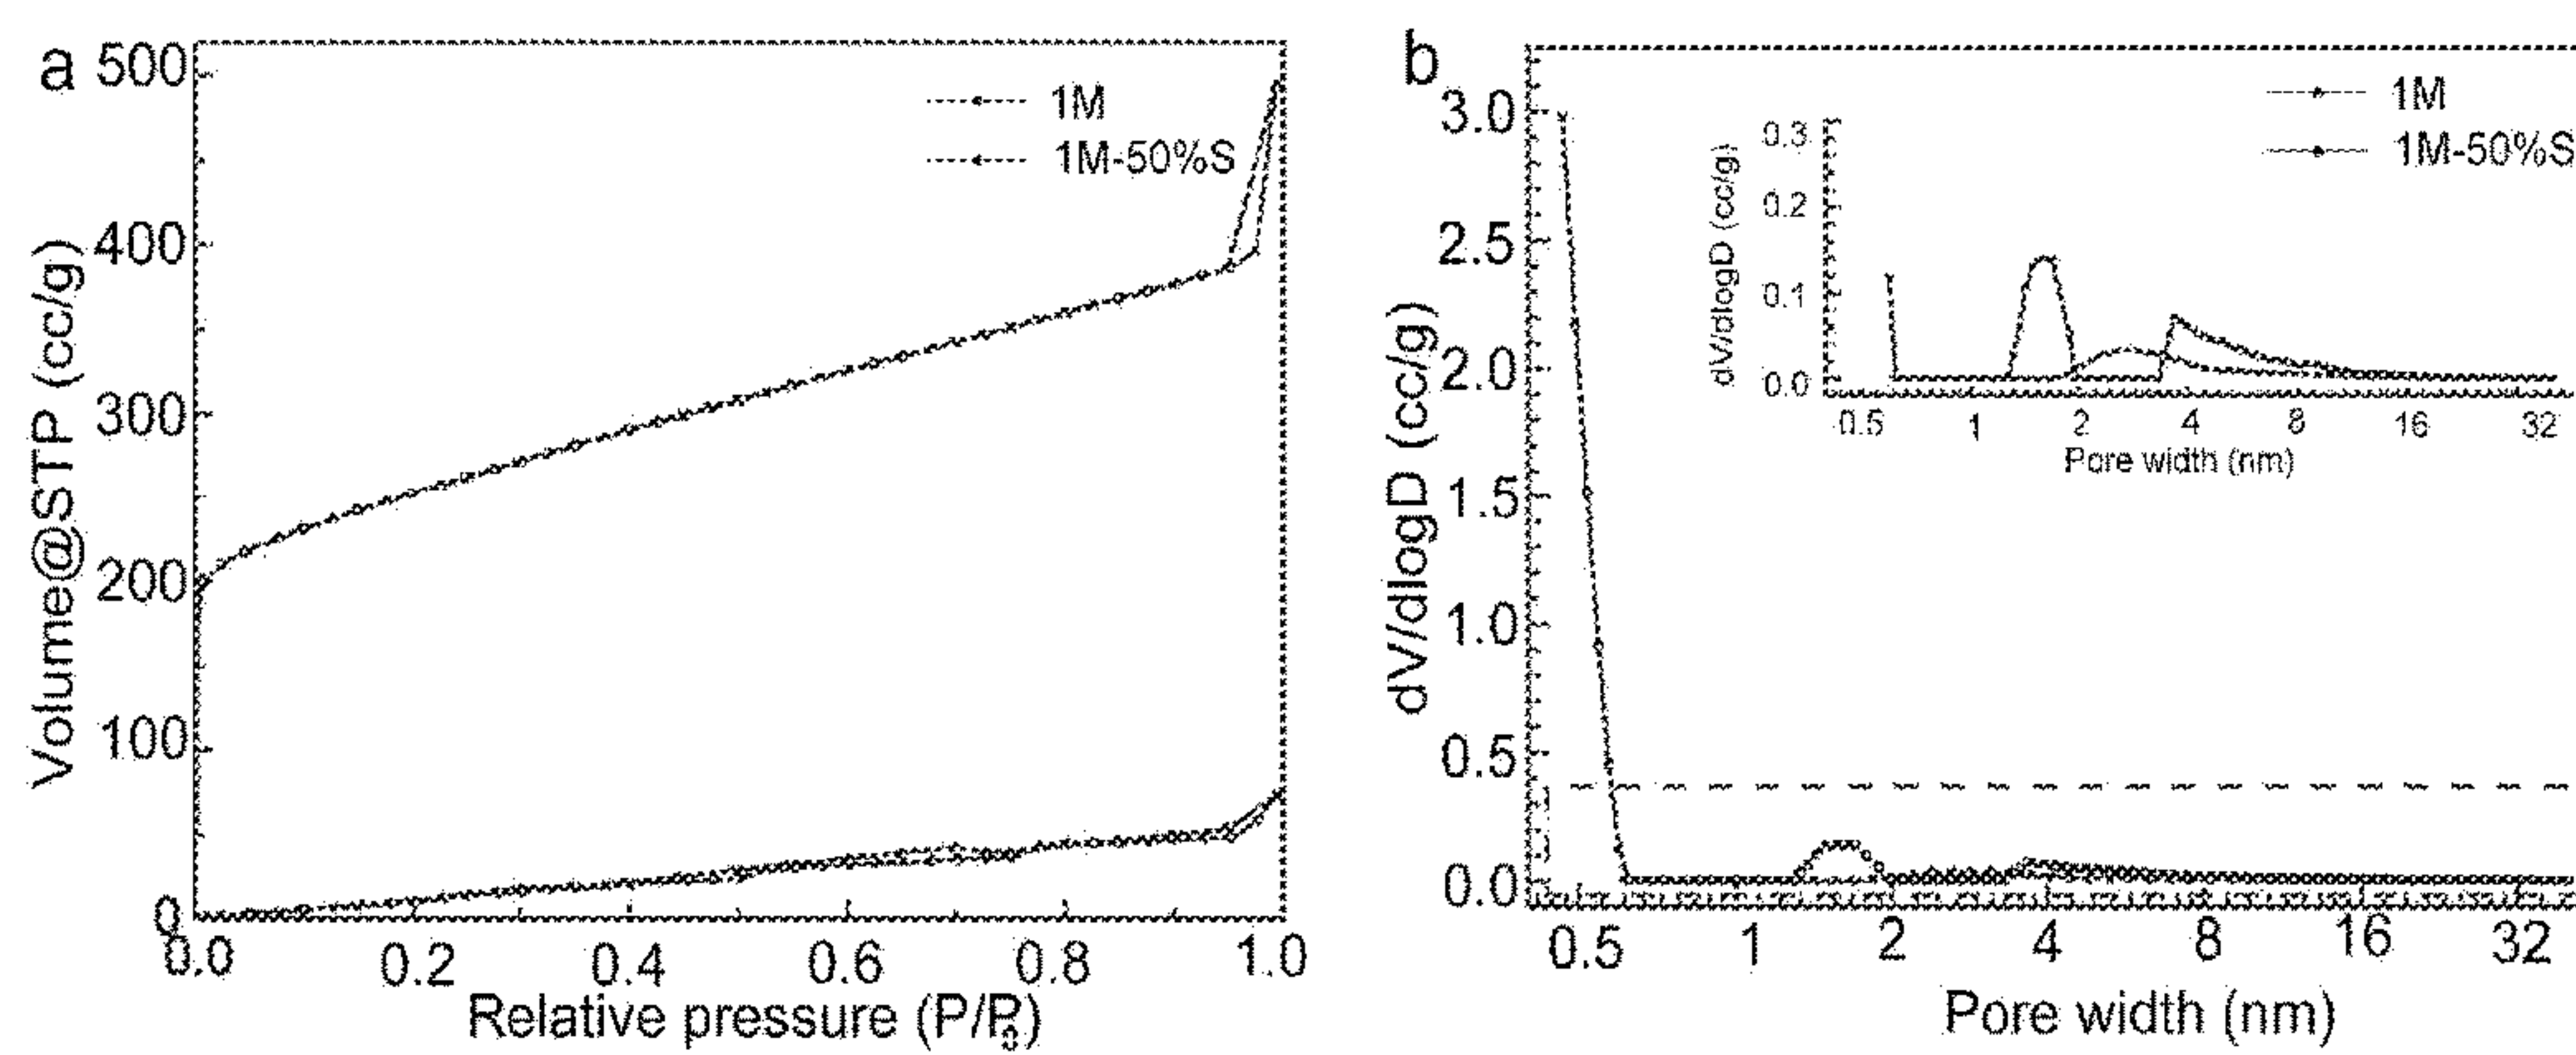 a
500
400
300
200
100
0
Volume@STP (cc/g)
1M
1M-50%S
0.0 0.2 0.4 0.6 0.8 1.0
Relative pressure (P/P₀)
b
3.0
2.5
2.0
1.5
1.0
0.5
0.0
dV/dlogD (cc/g)
1M
1M-50%S
0.3
0.2
0.1
0.0
dV/dlogD (cc/g)
0.5 1 2 4 8 16 32
Pore width (nm)
0.5 1 2 4 8 16 32
Pore width (nm)